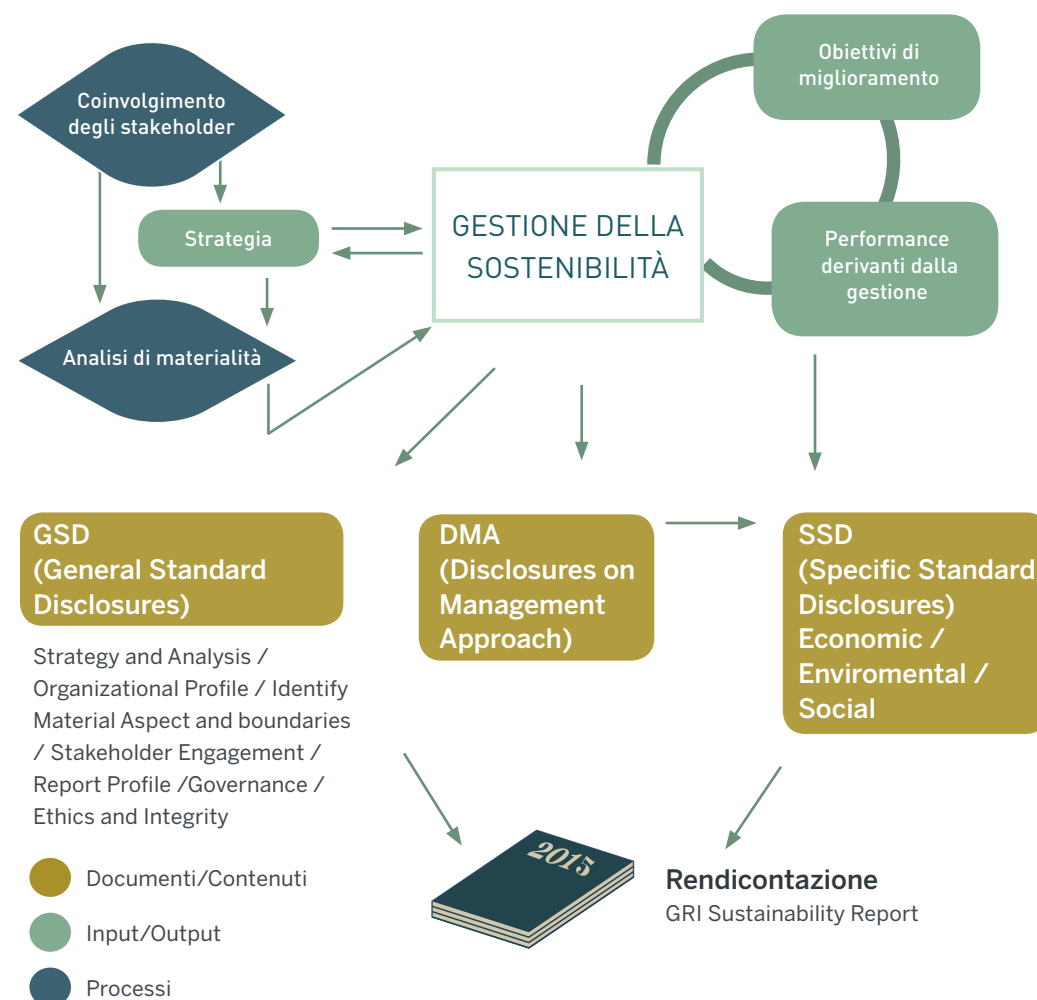 Coinvolgimento
degli stakeholder
Strategia
Analisi di materialità
GESTIONE DELLA
SOSTENIBILITÀ
Obiettivi di
miglioramento
Performance
derivanti dalla
gestione
GSD
(General Standard
Disclosures)
Strategy and Analysis /
Organizational Profile / Identify
Material Aspect and boundaries
/ Stakeholder Engagement /
Report Profile /Governance /
Ethics and Integrity
DMA
(Disclosures on
Management
Approach)
SSD
(Specific Standard
Disclosures)
Economic /
Enviromental /
Social
2015
Rendicontazione
GRI Sustainability Report
Documenti/Contenuti
Input/Output
Processi